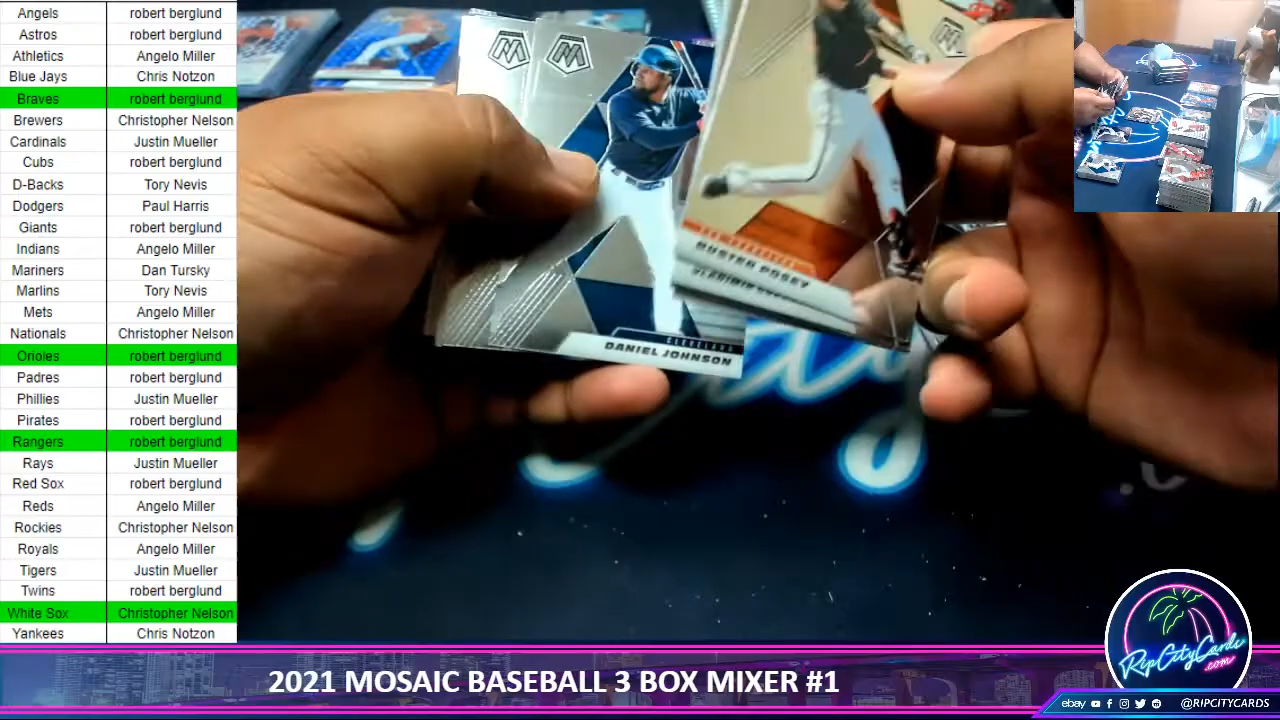 Angels robert berglund
Astros robert berglund
Athletics Angelo Miller
Blue Jays Chris Notzon
Braves robert berglund
Brewers Christopher Nelson
Cardinals Justin Mueller
Cubs robert berglund
D-Backs Tory Nevis
Dodgers Paul Harris
Giants robert berglund
Indians Angelo Miller
Mariners Dan Tursky
Marlins Tory Nevis
Mets Angelo Miller
Nationals Christopher Nelson
Orioles robert berglund
Padres robert berglund
Phillies Justin Mueller
Pirates robert berglund
Rangers robert berglund
Rays Justin Mueller
Red Sox robert berglund
Reds Angelo Miller
Rockies Christopher Nelson
Royals Angelo Miller
Tigers Justin Mueller
Twins robert berglund
White Sox Christopher Nelson
Yankees Chris Notzon
BUSTER POSEY
CLEVELAND
DANIEL JOHNSON
RipCityCards
.com
2021 MOSAIC BASEBALL 3 BOX MIXER #1
ebay @RIPCITYCARDS